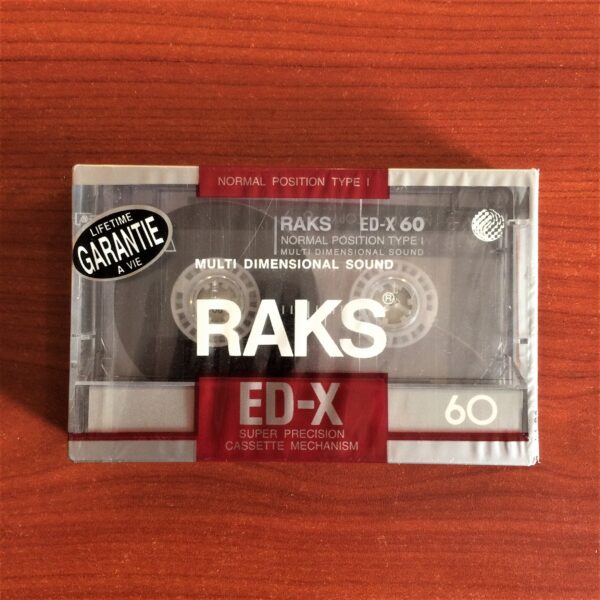 NORMAL POSITION TYPE I
LIFETIME
GARANTIE
A VIE
RAKS ED-X 60
NORMAL POSITION TYPE I
MULTI DIMENSIONAL SOUND
MULTI DIMENSIONAL SOUND
RAKS®
ED-X
SUPER PRECISION
CASSETTE MECHANISM
60